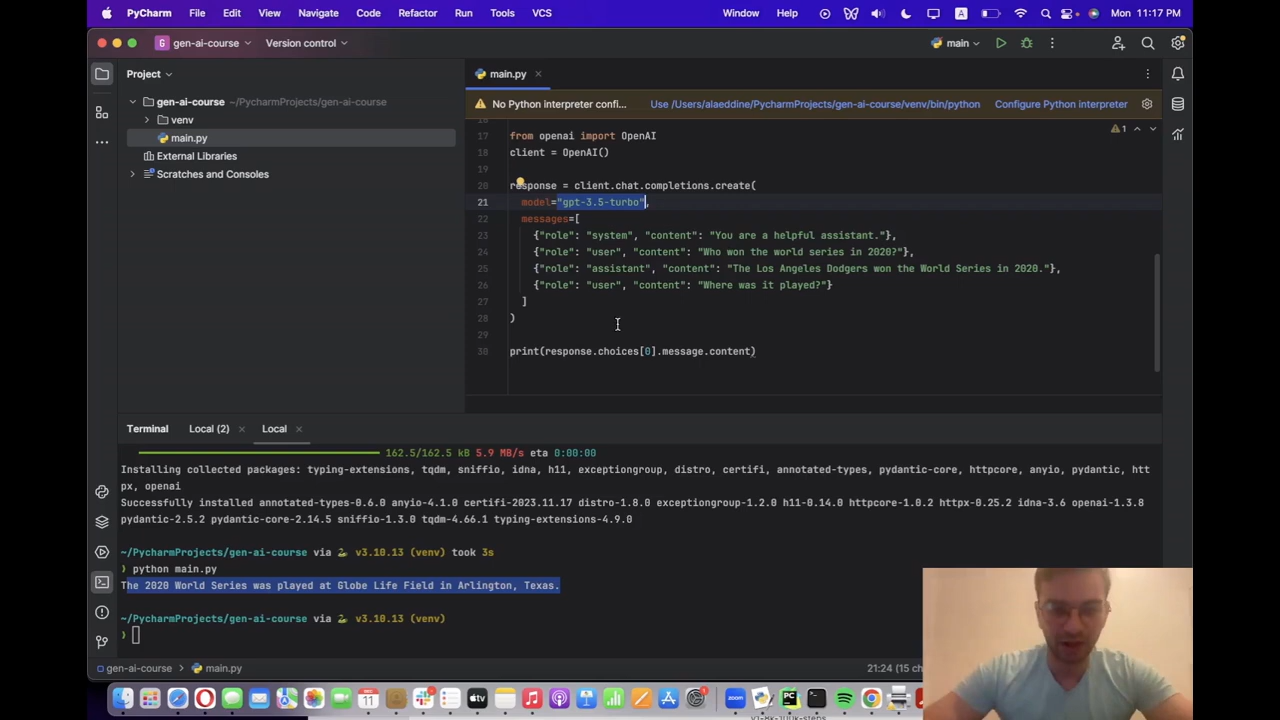 PyCharm File Edit View Navigate Code Refactor Run Tools VCS Window Help A Mon 11:17 PM
G gen-ai-course Version control main
Project
main.py
gen-ai-course ~/PycharmProjects/gen-ai-course
venv
main.py
External Libraries
Scratches and Consoles
No Python interpreter confi... Use /Users/alaeddine/PycharmProjects/gen-ai-course/venv/bin/python Configure Python interpreter
1
17 from openai import OpenAI
18 client = OpenAI()
19
20 response = client.chat.completions.create(
21 model="gpt-3.5-turbo",
22 messages=[
23 {"role": "system", "content": "You are a helpful assistant."},
24 {"role": "user", "content": "Who won the world series in 2020?"},
25 {"role": "assistant", "content": "The Los Angeles Dodgers won the World Series in 2020."},
26 {"role": "user", "content": "Where was it played?"}
27 ]
28 )
29
30 print(response.choices[0].message.content)
Terminal Local (2) Local
162.5/162.5 kB 5.9 MB/s eta 0:00:00
Installing collected packages: typing-extensions, tqdm, sniffio, idna, h11, exceptiongroup, distro, certifi, annotated-types, pydantic-core, httpcore, anyio, pydantic, htt
px, openai
Successfully installed annotated-types-0.6.0 anyio-4.1.0 certifi-2023.11.17 distro-1.8.0 exceptiongroup-1.2.0 h11-0.14.0 httpcore-1.0.2 httpx-0.25.2 idna-3.6 openai-1.3.8
pydantic-2.5.2 pydantic-core-2.14.5 sniffio-1.3.0 tqdm-4.66.1 typing-extensions-4.9.0
~/PycharmProjects/gen-ai-course via v3.10.13 (venv) took 3s
) python main.py
The 2020 World Series was played at Globe Life Field in Arlington, Texas.
~/PycharmProjects/gen-ai-course via v3.10.13 (venv)
)
gen-ai-course > main.py
21:24 (15 ch
zoom